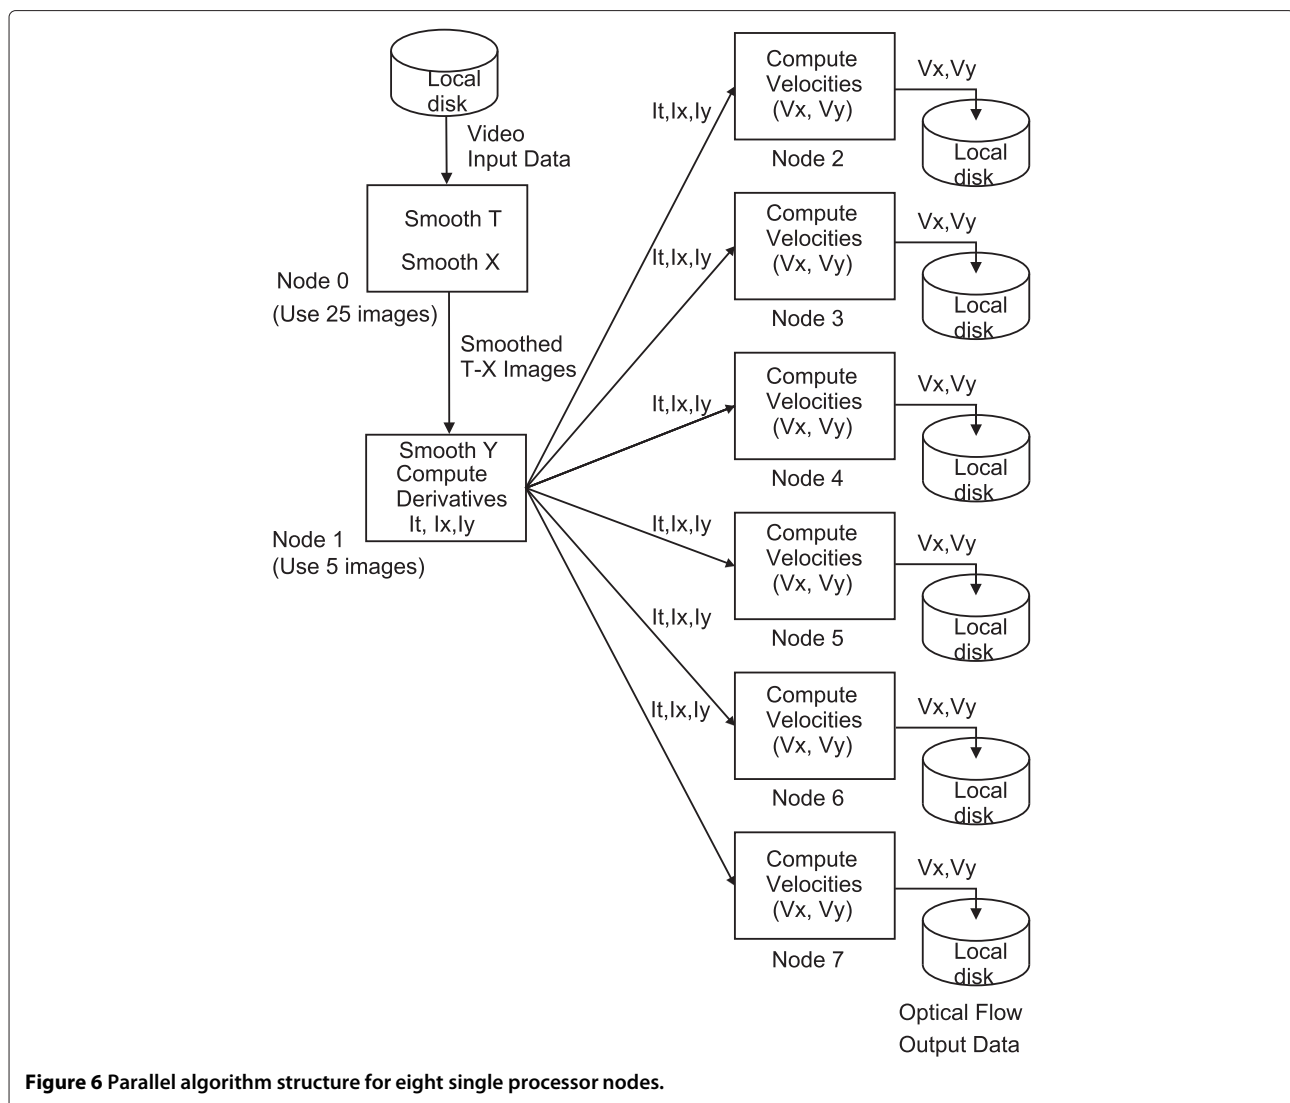 Local
disk
Video
Input Data
Smooth T
Smooth X
Node 0
(Use 25 images)
Smoothed
T-X Images
Smooth Y
Compute
Derivatives
It, Ix,Iy
Node 1
(Use 5 images)
It,Ix,Iy
Compute
Velocities
(Vx, Vy)
Node 2
Vx,Vy
Local
disk
It,Ix,Iy
Compute
Velocities
(Vx, Vy)
Node 3
Vx,Vy
Local
disk
It,Ix,Iy
Compute
Velocities
(Vx, Vy)
Node 4
Vx,Vy
Local
disk
It,Ix,Iy
Compute
Velocities
(Vx, Vy)
Node 5
Vx,Vy
Local
disk
It,Ix,Iy
Compute
Velocities
(Vx, Vy)
Node 6
Vx,Vy
Local
disk
It,Ix,Iy
Compute
Velocities
(Vx, Vy)
Node 7
Vx,Vy
Local
disk
Optical Flow
Output Data
Figure 6 Parallel algorithm structure for eight single processor nodes.